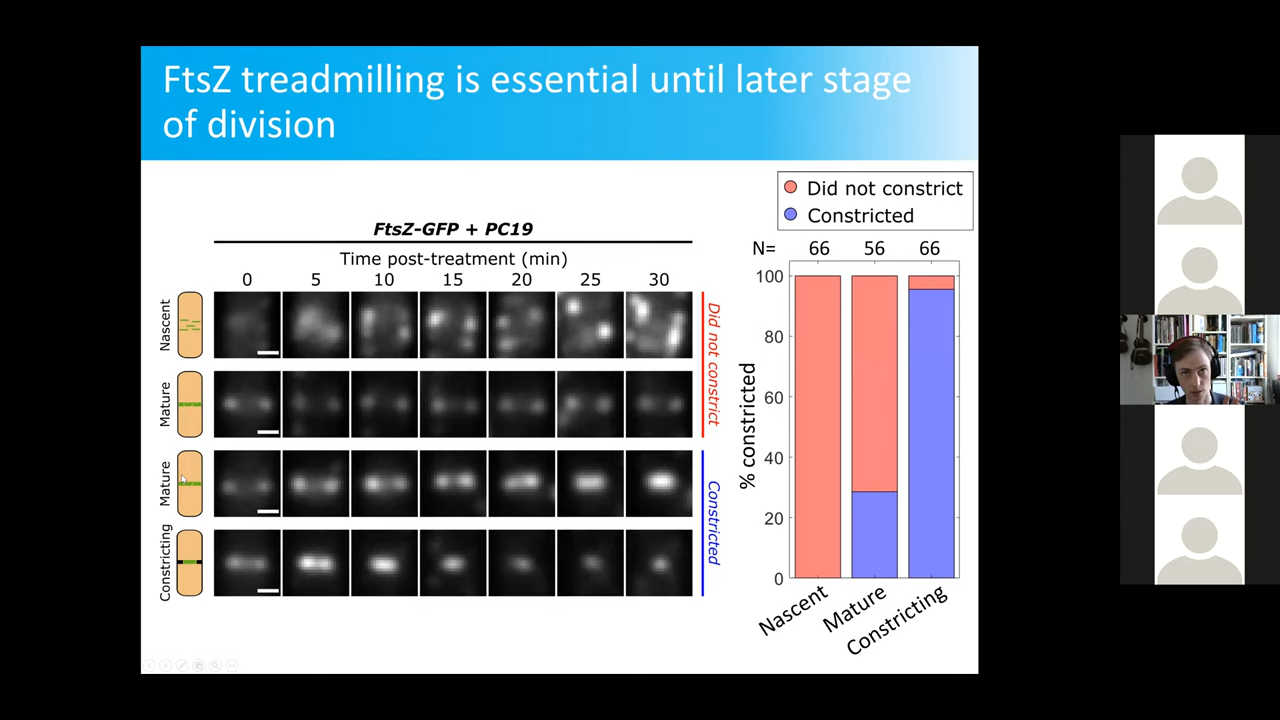 FtsZ treadmilling is essential until later stage
of division
FtsZ-GFP + PC19
Time post-treatment (min)
0 5 10 15 20 25 30
Nascent
Mature
Mature
Constricting
Did not constrict
Constricted
Did not constrict
Constricted
N= 66 56 66
% constricted
100
80
60
40
20
0
Nascent
Mature
Constricting